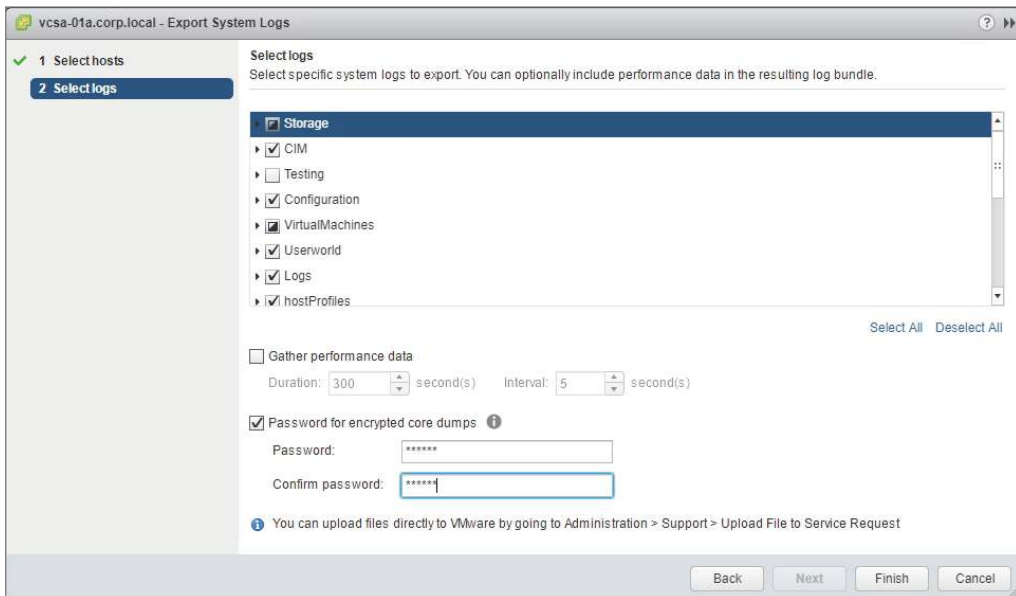 vcsa-01a.corp.local - Export System Logs
1 Select hosts
2 Select logs
Select logs
Select specific system logs to export. You can optionally include performance data in the resulting log bundle.
Storage
CIM
Testing
Configuration
VirtualMachines
Userworld
Logs
hostProfiles
Select All Deselect All
Gather performance data
Duration: 300 second(s) Interval: 5 second(s)
Password for encrypted core dumps
Password: ******
Confirm password: ******
You can upload files directly to VMware by going to Administration > Support > Upload File to Service Request
Back Next Finish Cancel